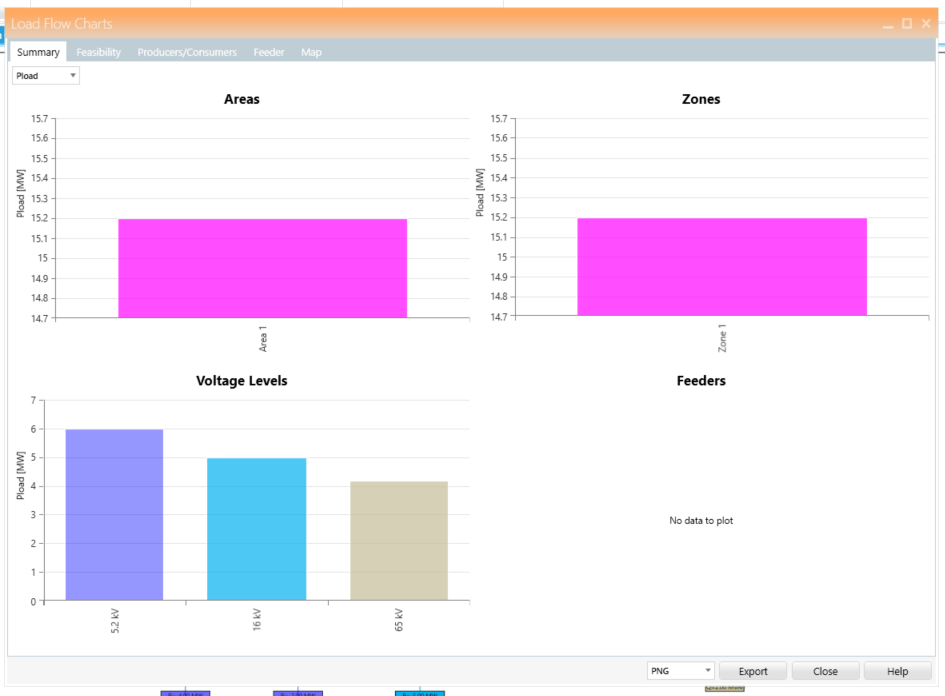 Load Flow Charts
Summary Feasibility Producers/Consumers Feeder Map
Pload
Areas
15.7
15.6
15.5
15.4
15.3
15.2
15.1
15
14.9
14.8
14.7
Pload [MW]
Area 1
Zones
15.7
15.6
15.5
15.4
15.3
15.2
15.1
15
14.9
14.8
14.7
Pload [MW]
Zone 1
Voltage Levels
7
6
5
4
3
2
1
0
Pload [MW]
5.2 kV
16 kV
65 kV
Feeders
No data to plot
PNG Export Close Help